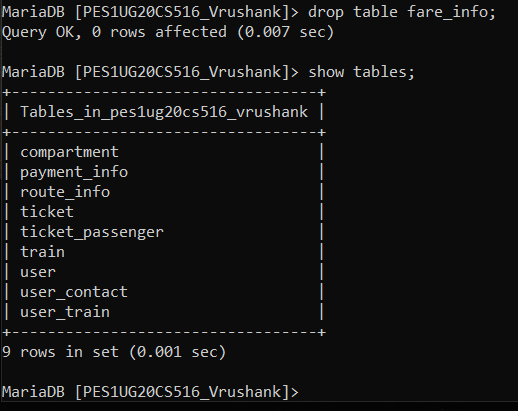 MariaDB [PES1UG20CS516_Vrushank]> drop table fare_info;
Query OK, 0 rows affected (0.007 sec)
MariaDB [PES1UG20CS516_Vrushank]> show tables;
+----------------------------------+
| Tables_in_pes1ug20cs516_vrushank |
+----------------------------------+
| compartment                      |
| payment_info                     |
| route_info                       |
| ticket                           |
| ticket_passenger                 |
| train                            |
| user                             |
| user_contact                     |
| user_train                       |
+----------------------------------+
9 rows in set (0.001 sec)
MariaDB [PES1UG20CS516_Vrushank]>